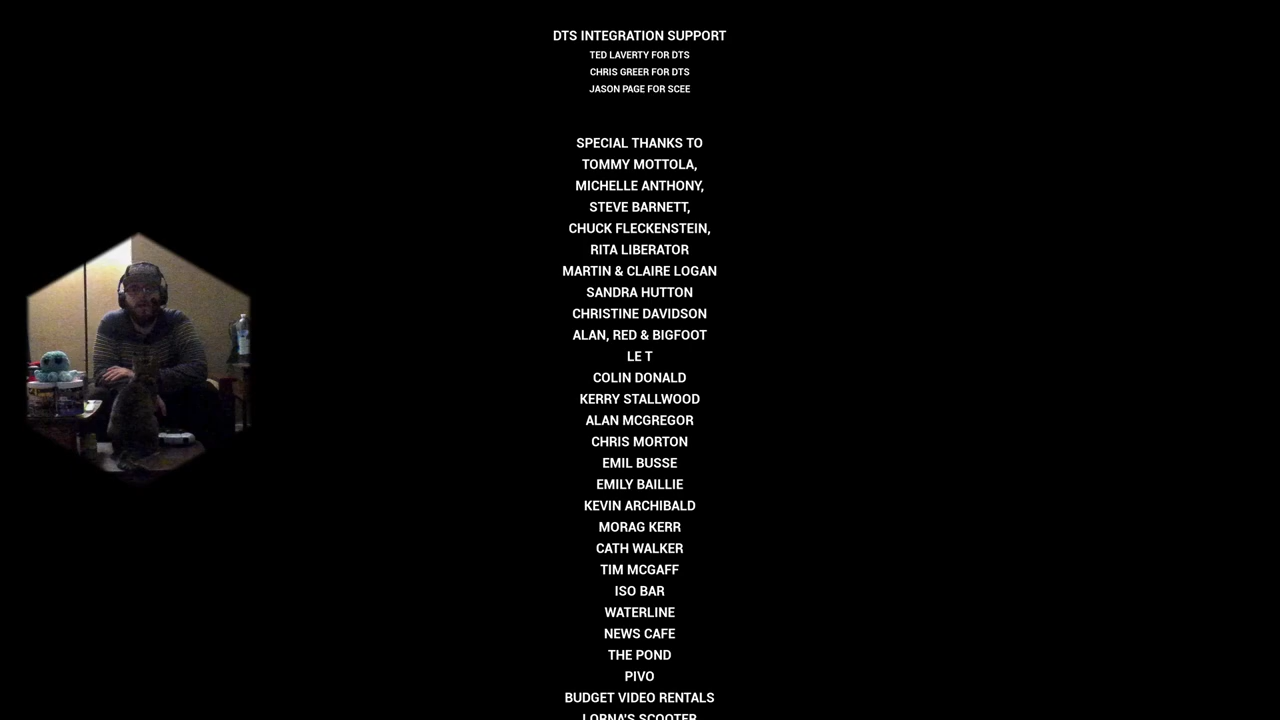 DTS INTEGRATION SUPPORT
TED LAVERTY FOR DTS
CHRIS GREER FOR DTS
JASON PAGE FOR SCEE
SPECIAL THANKS TO
TOMMY MOTTOLA,
MICHELLE ANTHONY,
STEVE BARNETT,
CHUCK FLECKENSTEIN,
RITA LIBERATOR
MARTIN & CLAIRE LOGAN
SANDRA HUTTON
CHRISTINE DAVIDSON
ALAN, RED & BIGFOOT
LE T
COLIN DONALD
KERRY STALLWOOD
ALAN MCGREGOR
CHRIS MORTON
EMIL BUSSE
EMILY BAILLIE
KEVIN ARCHIBALD
MORAG KERR
CATH WALKER
TIM MCGAFF
ISO BAR
WATERLINE
NEWS CAFE
THE POND
PIVO
BUDGET VIDEO RENTALS
LORNA'S SCOOTER